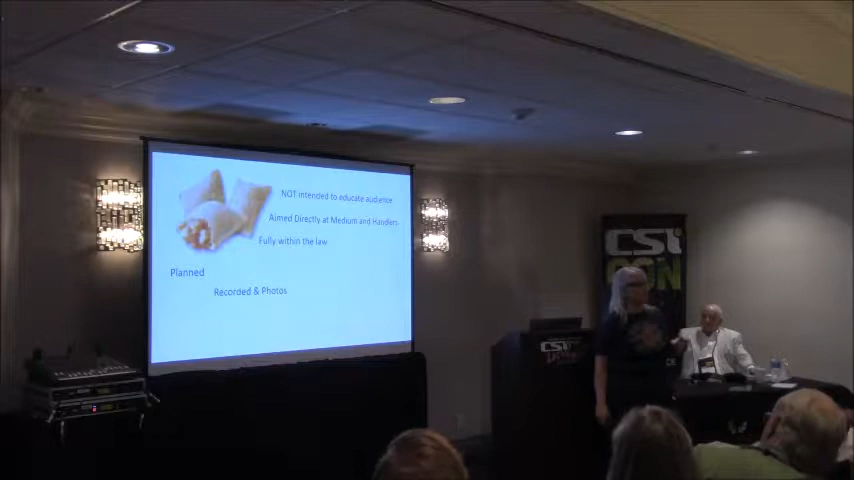 NOT intended to educate audience
Aimed Directly at Medium and Handlers
Fully within the law
Planned
Recorded & Photos
CSI
CON
CSI